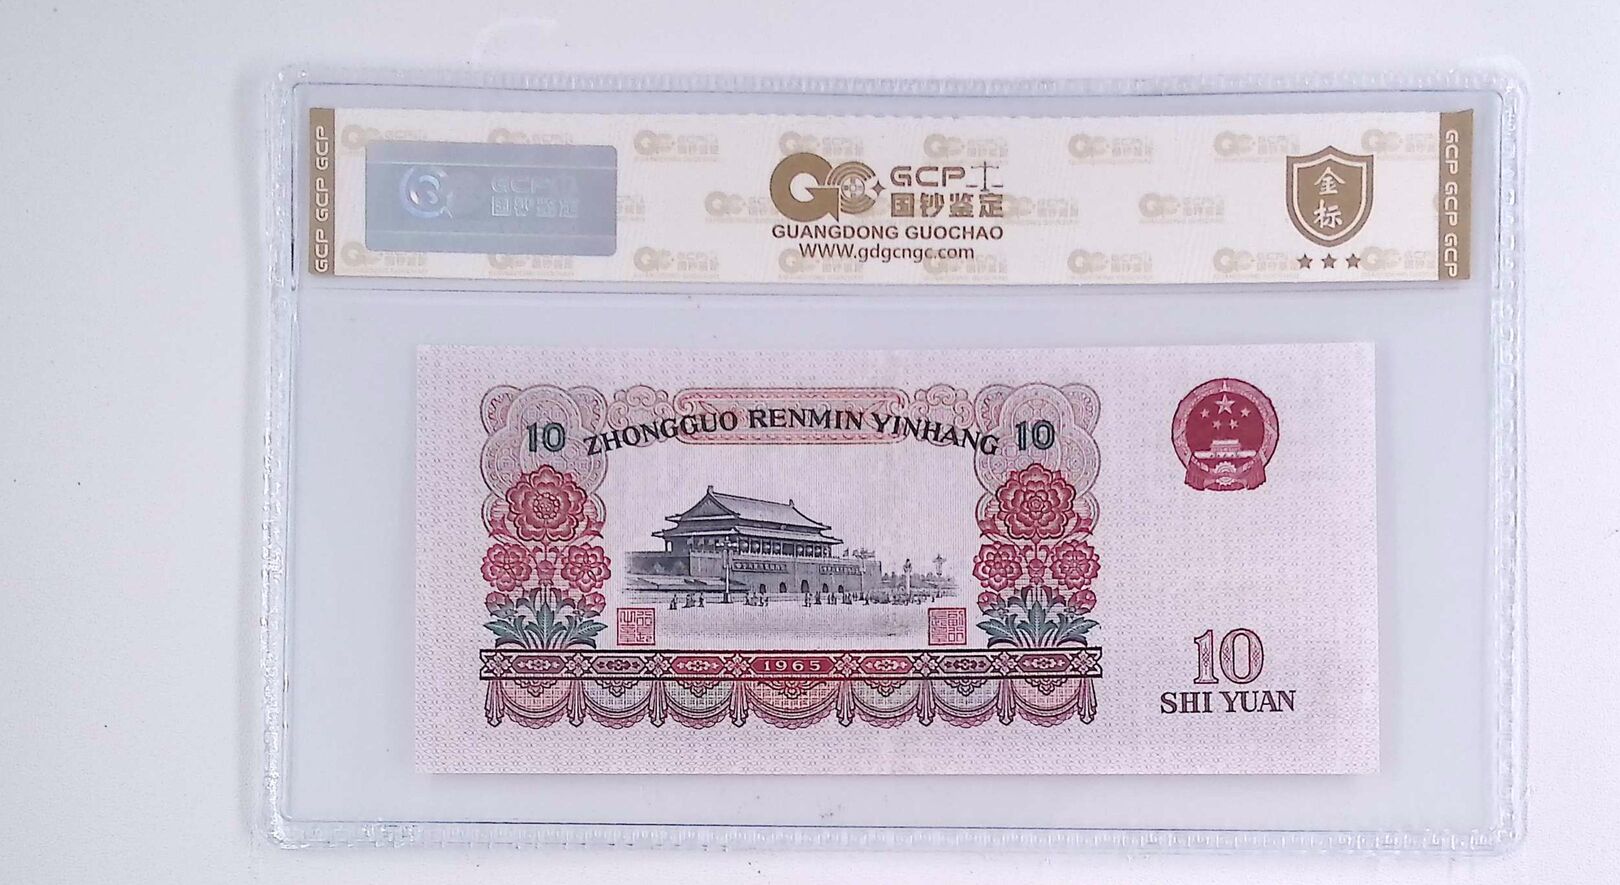 GCP GCP GCP
GCP
国钞鉴定
GCP
国钞鉴定
GUANGDONG GUOCHAO
WWW.gdgcngc.com
金标
GCP GCP GCP
10 ZHONGGUO RENMIN YINHANG 10
1965
10
SHI YUAN